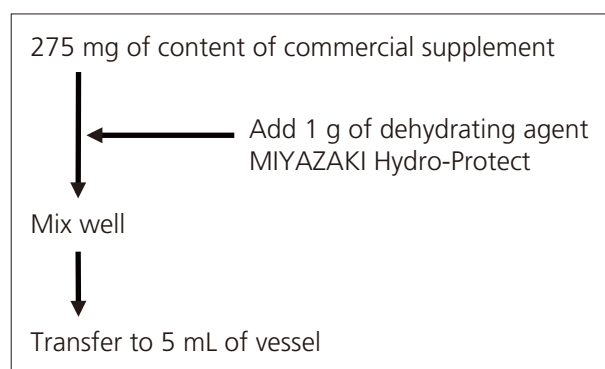 275 mg of content of commercial supplement
Add 1 g of dehydrating agent
MIYAZAKI Hydro-Protect
Mix well
Transfer to 5 mL of vessel